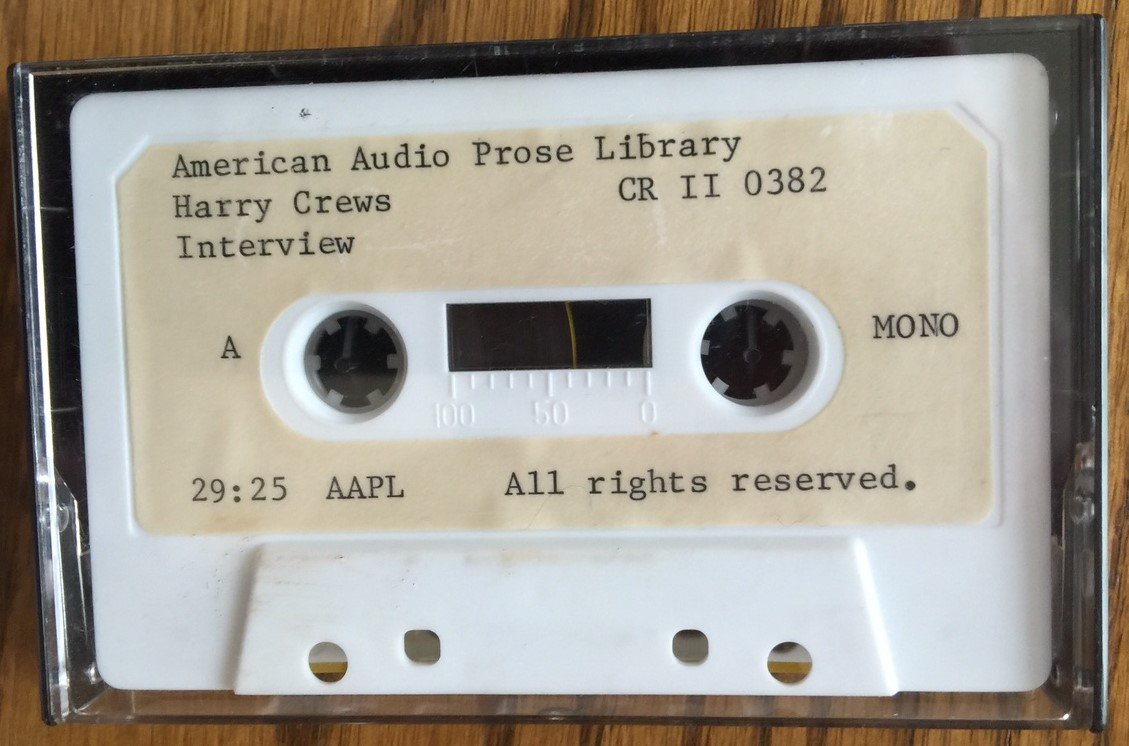 American Audio Prose Library
Harry Crews CR II 0382
Interview
A MONO
100 50 0
29:25 AAPL All rights reserved.